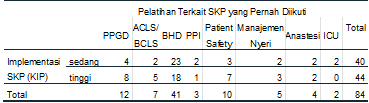 Pelatihan Terkait SKP yang Pernah Diikuti
PPGD ACLS/ BCLS BHD PPI Patient Safety Manajemen Nyeri Anastesi ICU Total
Implementasi SKP (KIP) sedang 4 2 23 2 3 2 2 2 40
tinggi 8 5 18 1 7 3 2 0 44
Total 12 7 41 3 10 5 4 2 84